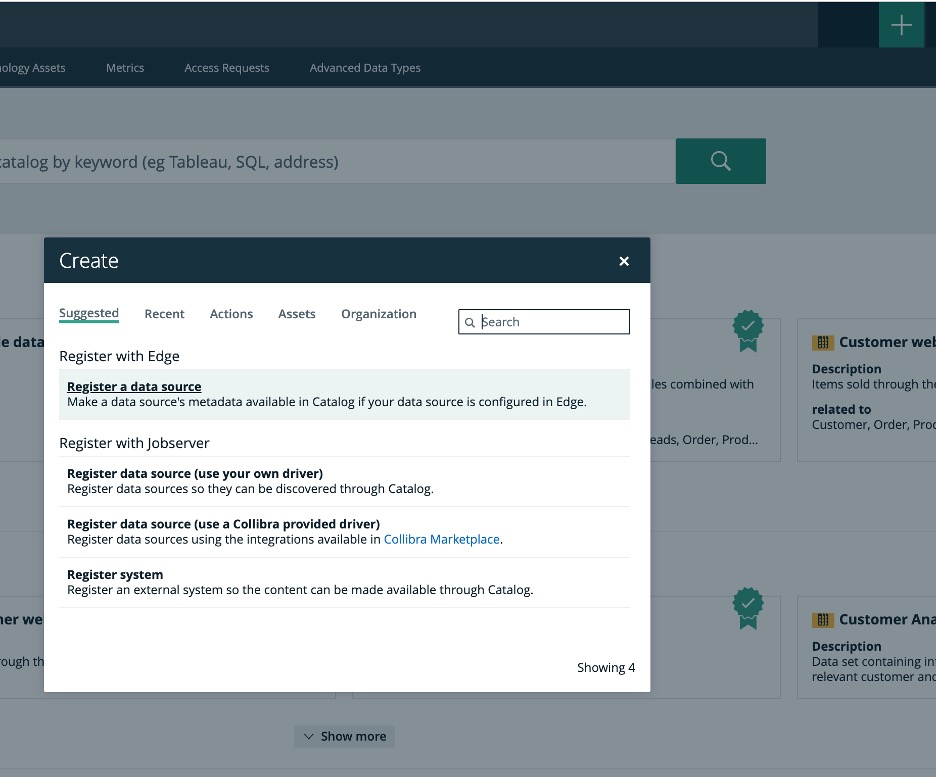 ology Assets Metrics Access Requests Advanced Data Types
catalog by keyword (eg Tableau, SQL, address)
Create
Suggested Recent Actions Assets Organization
Search
Register with Edge
Register a data source
Make a data source's metadata available in Catalog if your data source is configured in Edge.
Register with Jobserver
Register data source (use your own driver)
Register data sources so they can be discovered through Catalog.
Register data source (use a Collibra provided driver)
Register data sources using the integrations available in Collibra Marketplace.
Register system
Register an external system so the content can be made available through Catalog.
Showing 4
e data
les combined with
eads, Order, Prod...
Customer web
Description
Items sold through the
related to
Customer, Order, Prod
er we
ough th
Customer Ana
Description
Data set containing in
relevant customer and
Show more